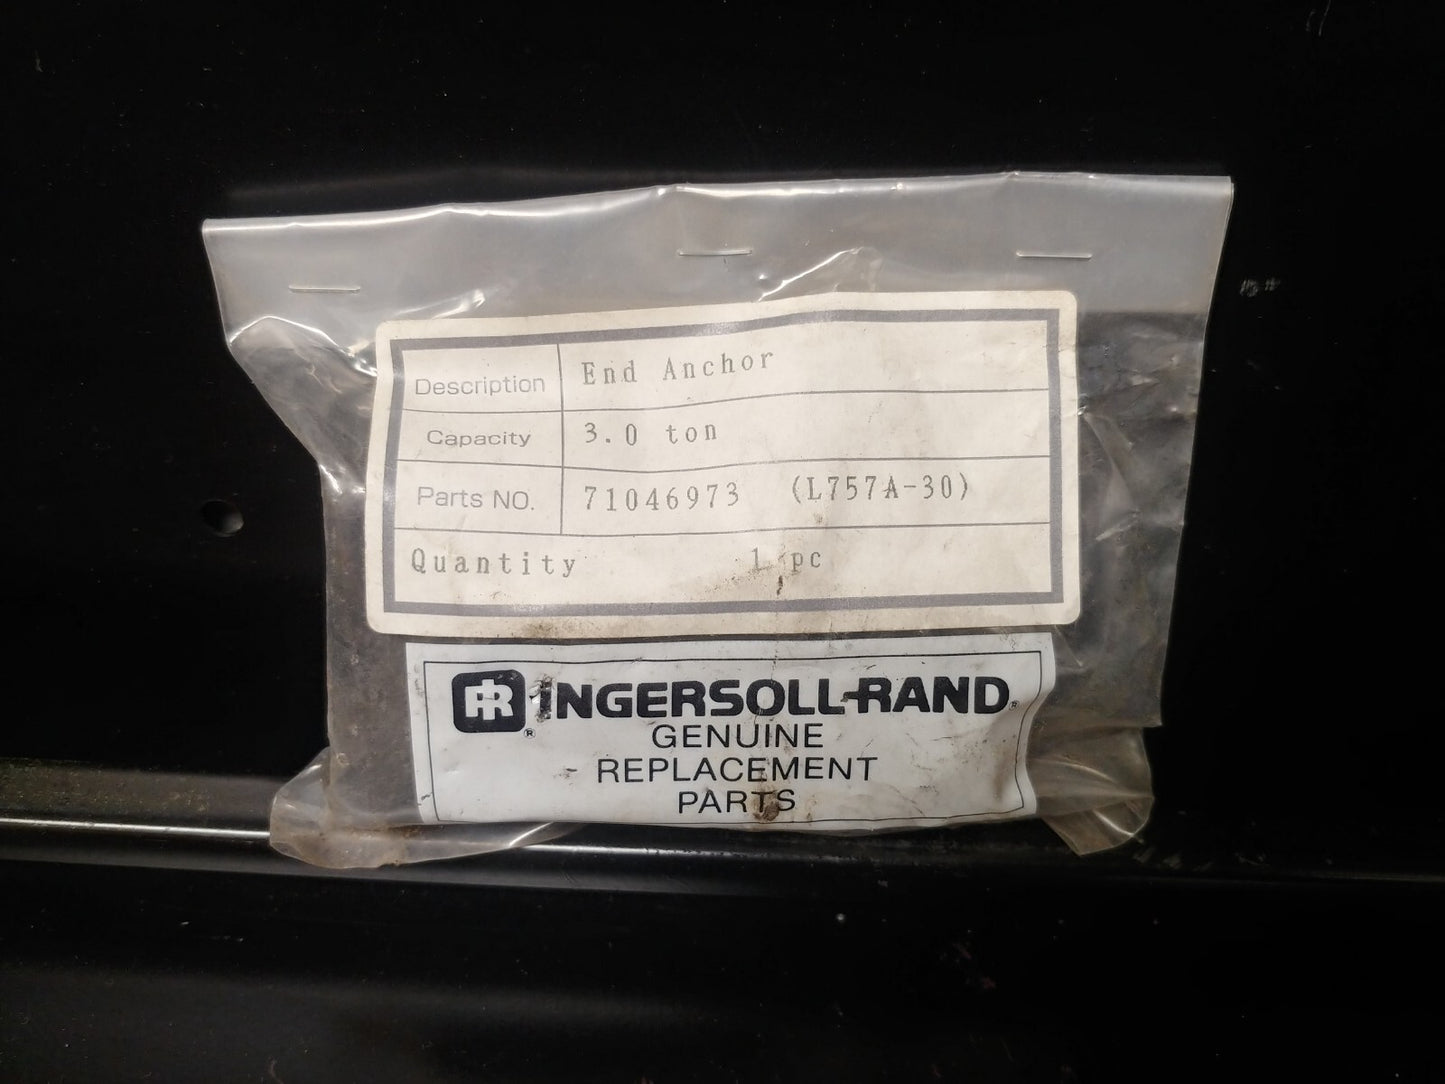 Description End Anchor
Capacity 3.0 ton
Parts NO. 71046973 (L757A-30)
Quantity 1 pc
IR® INGERSOLL-RAND®
GENUINE
REPLACEMENT
PARTS